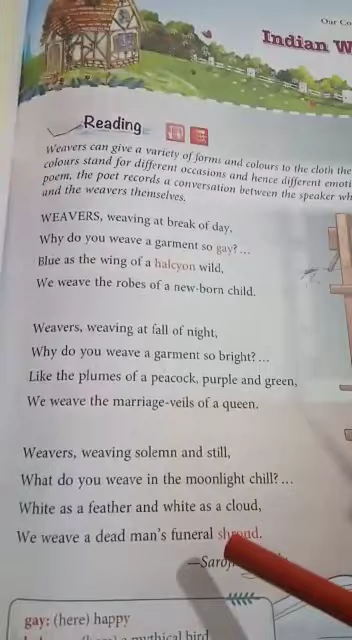 Our Co
Indian W
Reading
Weavers can give a variety of forms and colours to the cloth the
colours stand for different occasions and hence different emoti
poem, the poet records a conversation between the speaker wh
and the weavers themselves.
WEAVERS, weaving at break of day,
Why do you weave a garment so gay?...
Blue as the wing of a halcyon wild,
We weave the robes of a new-born child.
Weavers, weaving at fall of night,
Why do you weave a garment so bright?...
Like the plumes of a peacock, purple and green,
We weave the marriage-veils of a queen.
Weavers, weaving solemn and still,
What do you weave in the moonlight chill?...
White as a feather and white as a cloud,
We weave a dead man's funeral shroud.
gay: (here) happy
mythical bird